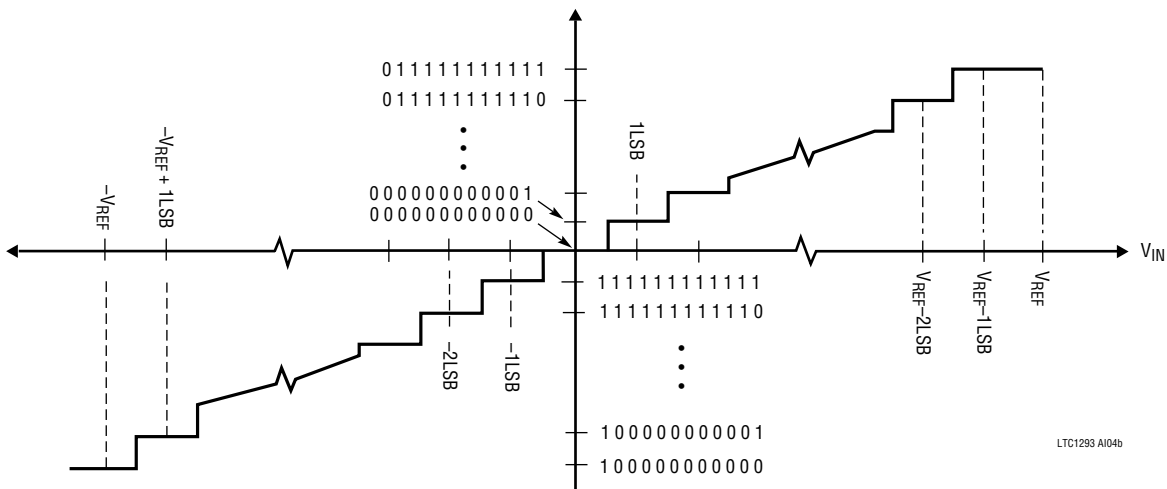 011111111111
011111111110
1LSB
–VREF + 1LSB
–VREF
000000000001
000000000000
VIN
111111111111
111111111110
VREF–2LSB
VREF–1LSB
VREF
–2LSB
–1LSB
100000000001
100000000000
LTC1293 AI04b